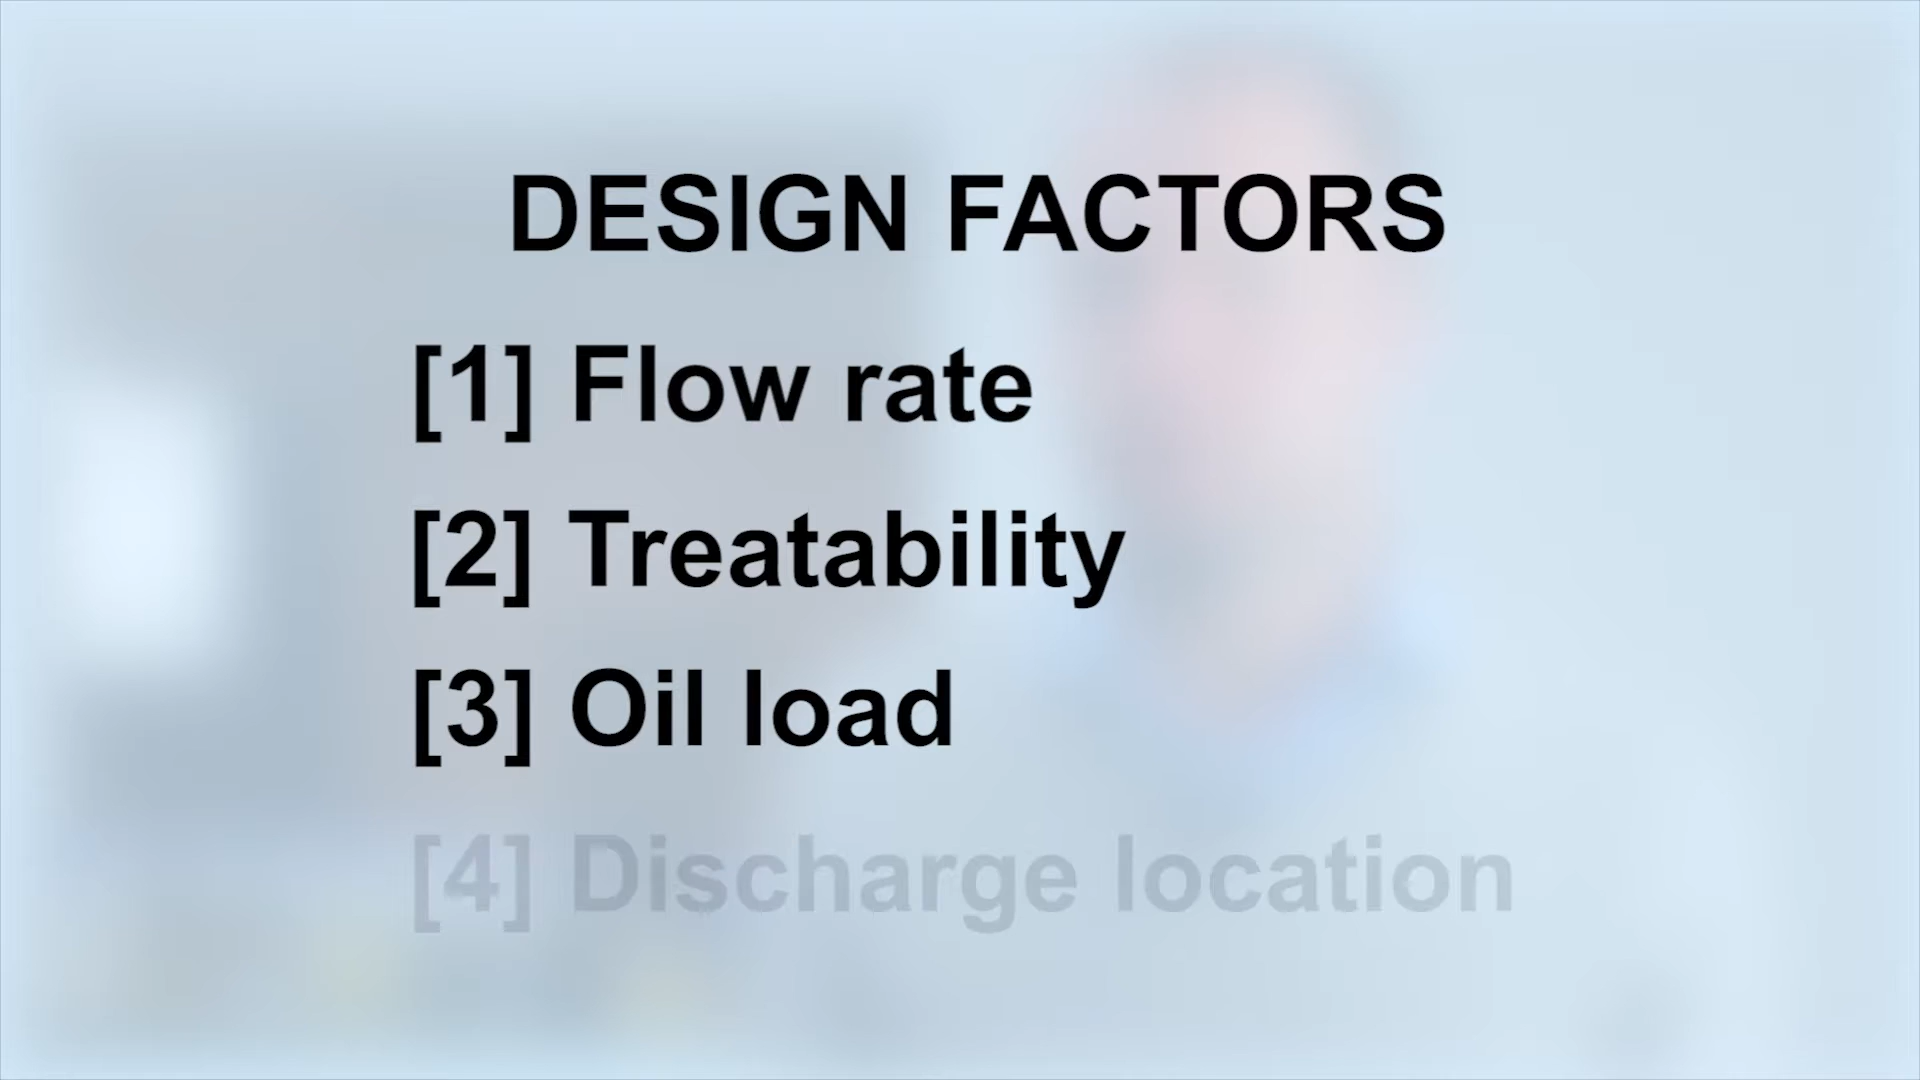 DESIGN FACTORS
[1] Flow rate
[2] Treatability
[3] Oil load
[4] Discharge location